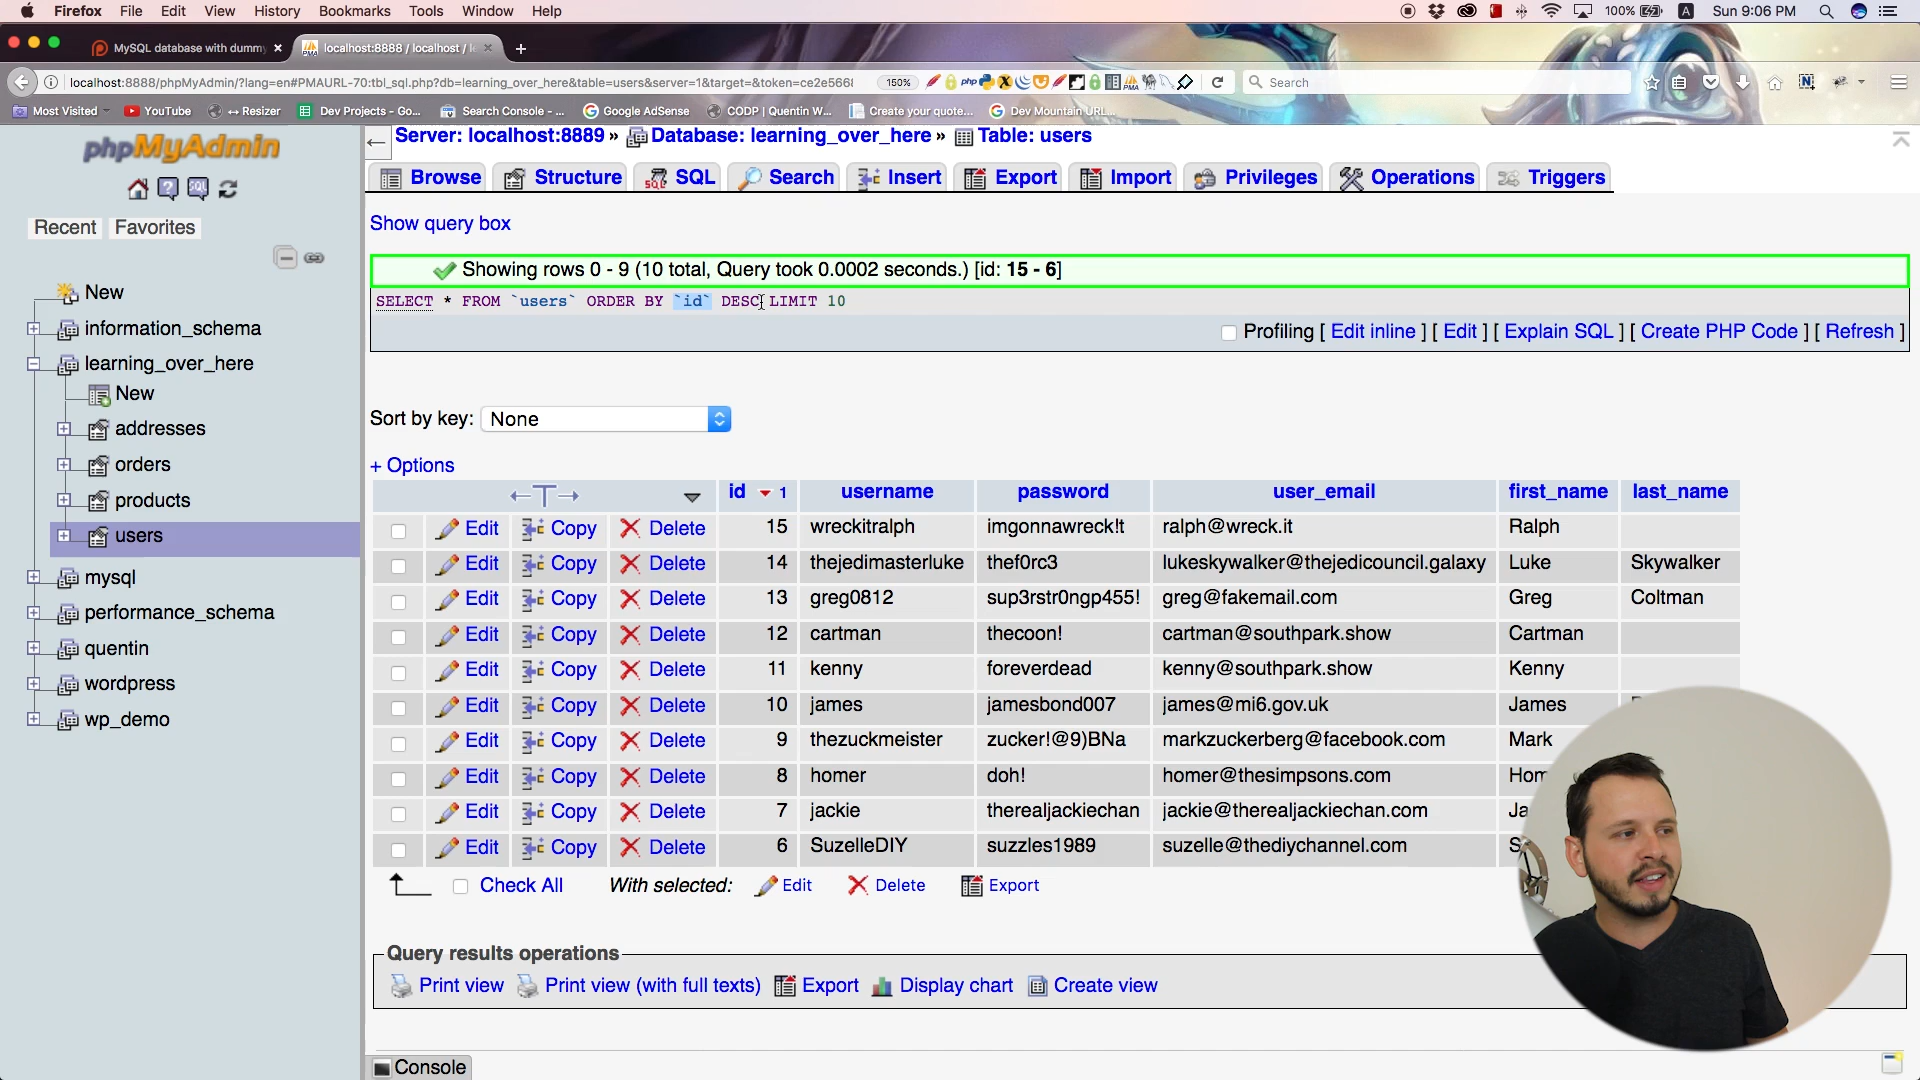 Firefox File Edit View History Bookmarks Tools Window Help 100% A Sun 9:06 PM
MySQL database with dummy localhost:8888 / localhost / le
localhost:8888/phpMyAdmin/?lang=en#PMAURL-70:tbl_sql.php?db=learning_over_here&table=users&server=1&target=&token=ce2e5668 150% Search
Most Visited YouTube ↔ Resizer Dev Projects - Go... Search Console - ... Google AdSense CODP | Quentin W... Create your quote... Dev Mountain QRL...
phpMyAdmin
Recent Favorites
New
information_schema
learning_over_here
New
addresses
orders
products
users
mysql
performance_schema
quentin
wordpress
wp_demo
Server: localhost:8889 » Database: learning_over_here » Table: users
Browse Structure SQL Search Insert Export Import Privileges Operations Triggers
Show query box
Showing rows 0 - 9 (10 total, Query took 0.0002 seconds.) [id: 15 - 6]
SELECT * FROM `users` ORDER BY `id` DESC LIMIT 10
Profiling [ Edit inline ] [ Edit ] [ Explain SQL ] [ Create PHP Code ] [ Refresh ]
Sort by key: None
+ Options
←T→ id 1 username password user_email first_name last_name
Edit Copy Delete 15 wreckitralph imgonnawreck!t ralph@wreck.it Ralph
Edit Copy Delete 14 thejedimasterluke thef0rc3 lukeskywalker@thejedicouncil.galaxy Luke Skywalker
Edit Copy Delete 13 greg0812 sup3rstr0ngp455! greg@fakemail.com Greg Coltman
Edit Copy Delete 12 cartman thecoon! cartman@southpark.show Cartman
Edit Copy Delete 11 kenny foreverdead kenny@southpark.show Kenny
Edit Copy Delete 10 james jamesbond007 james@mi6.gov.uk James
Edit Copy Delete 9 thezuckmeister zucker!@9)BNa markzuckerberg@facebook.com Mark
Edit Copy Delete 8 homer doh! homer@thesimpsons.com Hom
Edit Copy Delete 7 jackie therealjackiechan jackie@therealjackiechan.com Ja
Edit Copy Delete 6 SuzelleDIY suzzles1989 suzelle@thediychannel.com S
Check All With selected: Edit Delete Export
Query results operations
Print view Print view (with full texts) Export Display chart Create view
Console